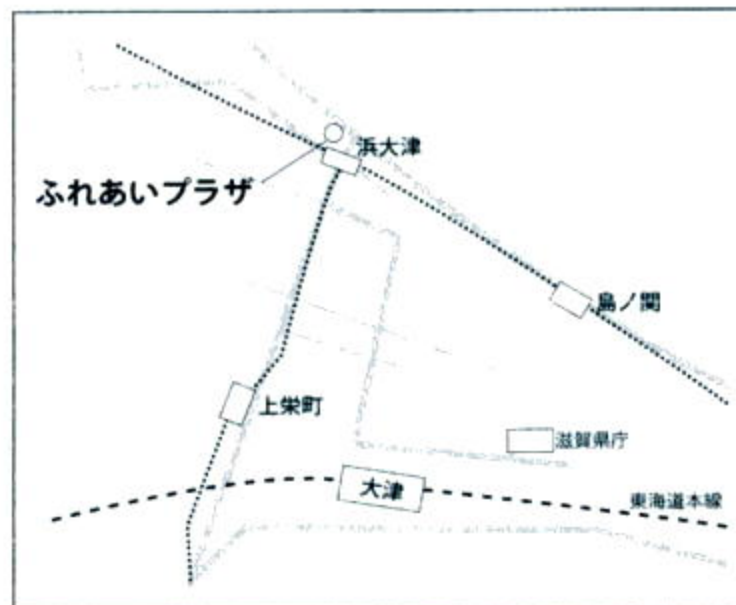 浜大津
ふれあいプラザ
島ノ関
上栄町
滋賀県庁
大津
東海道本線